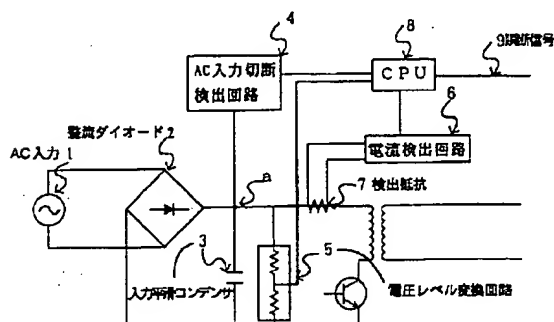 4
8
9判断信号
AC入力切断
検出回路
CPU
6
整流ダイオード2
電流検出回路
AC入力1
a
7 検出抵抗
3
5
入力平滑コンデンサ
電圧レベル変換回路